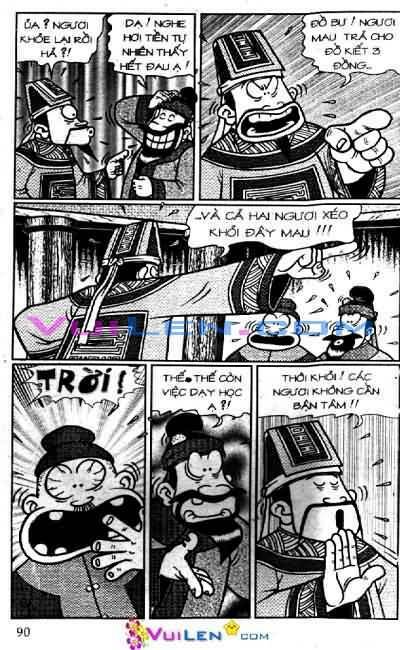 ỦA? NGƯƠI
KHỎE LẠI RỒI
HẢ?!
DẠ! NGHE
HƠI TIỀN TỰ
NHIÊN THẤY
HẾT ĐAU Ạ!
ĐỒ BƯ! NGƯƠI
MAU TRẢ CHO
ĐỒ KIẾT 3
ĐỒNG...
...VÀ CẢ HAI NGƯƠI XÉO
KHỎI ĐÂY MAU!!!
VUILEN.COM
TRỜI!
THẾ... THẾ CÒN
VIỆC DẠY HỌC
Ạ?!
THÔI KHỎI! CÁC
NGƯƠI KHÔNG CẦN
BẬN TÂM!!
90
VUILEN.COM